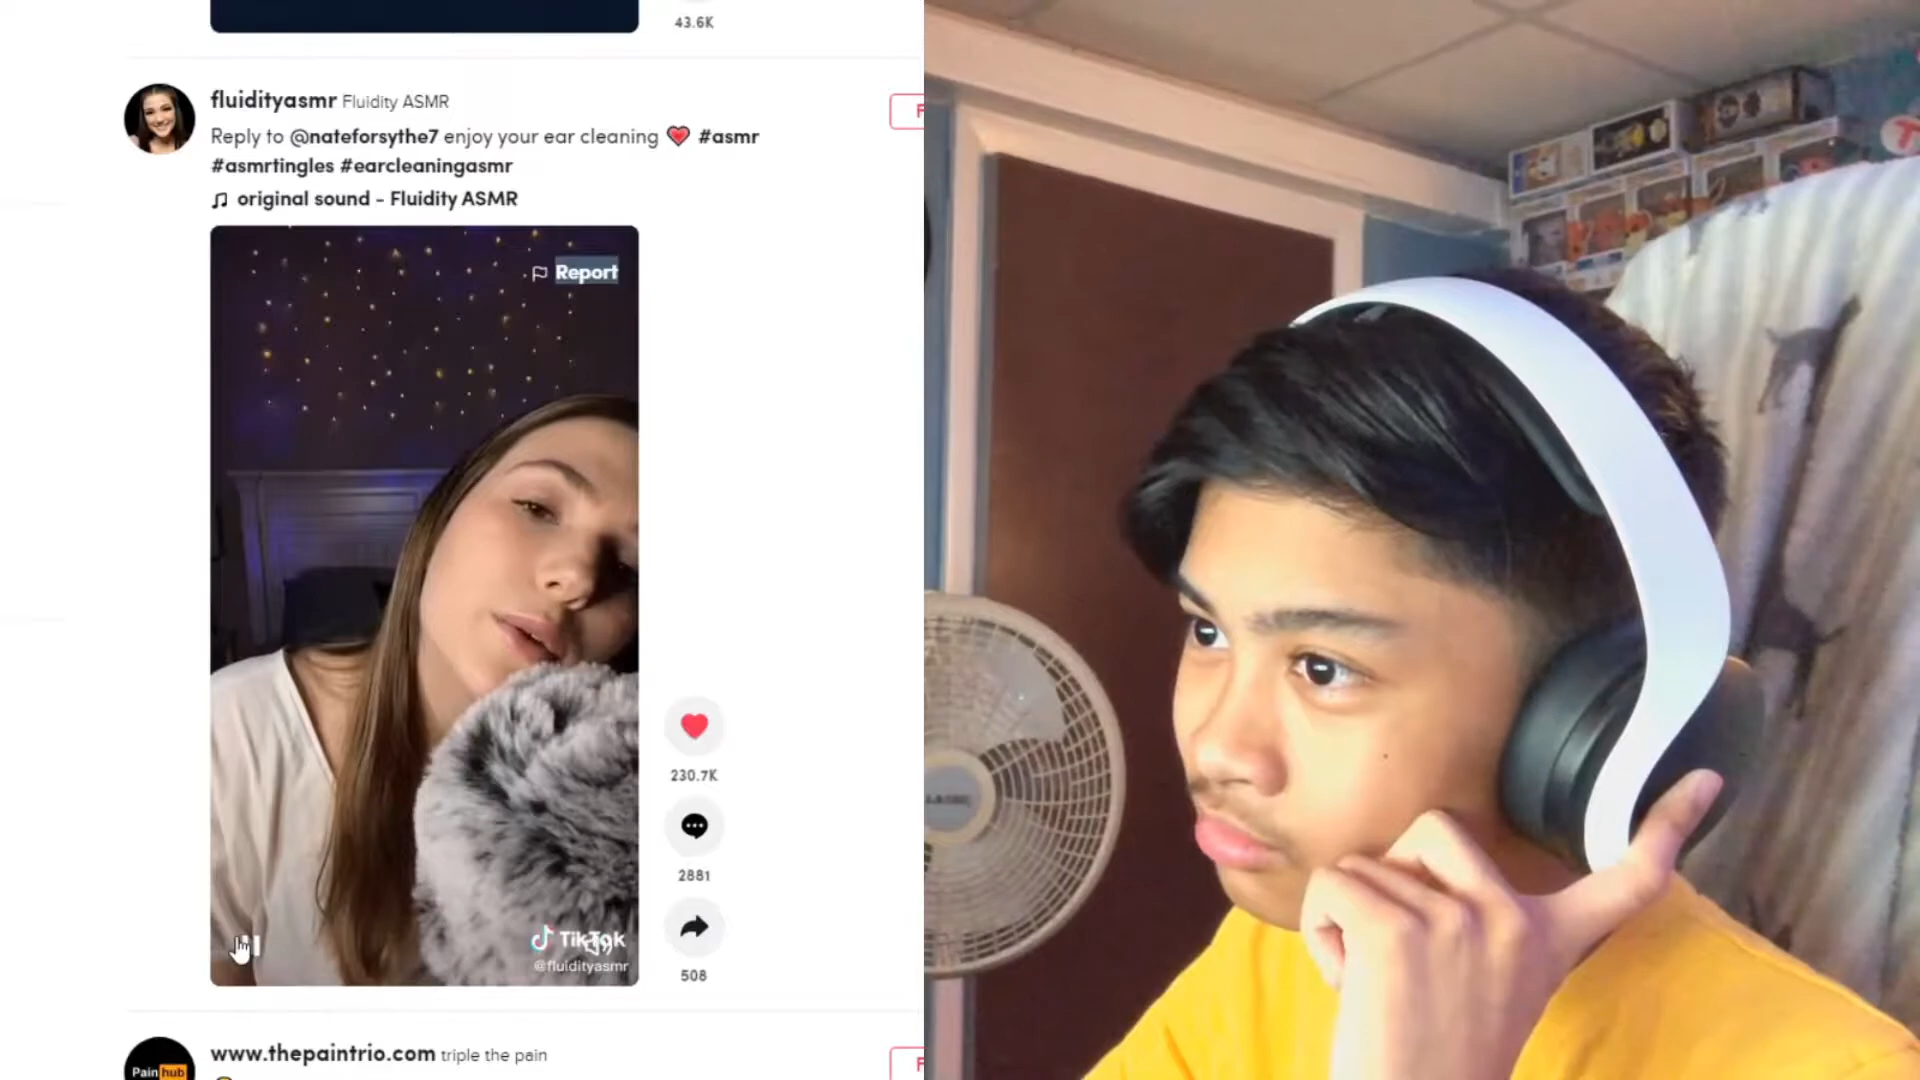 43.6K
fluidityasmr Fluidity ASMR
Reply to @nateforsythe7 enjoy your ear cleaning ❤️ #asmr
#asmrtingles #earcleaningasmr
original sound - Fluidity ASMR
Report
230.7K
2881
508
TikTok
@fluidityasmr
www.thepaintrio.com triple the pain
Pain hub